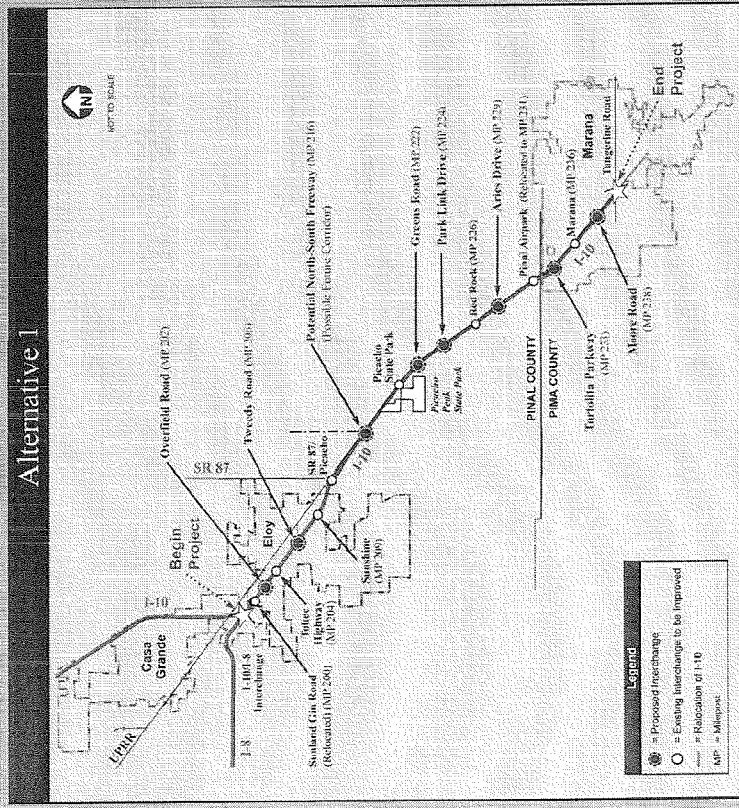 Alternative 1
N
NOT TO SCALE
Overfield Road (MP 202)
Tweedy Road (MP 206)
Potential North-South Freeway (MP 216)
(Possible Future Corridor)
Greens Road (MP 222)
Park Link Drive (MP 224)
Red Rock (MP 226)
Aries Drive (MP 229)
Pinal Airpark (Relocated to MP 231)
Marana (MP 236)
Marana
Tangerine Road
End
Project
Begin
Project
I-10
Casa
Grande
UPRR
I-8
I-10/I-8
Interchange
Eloy
SR 87
SR 87/
Picacho
I-10
Picacho
State Park
Picacho
Peak
State Park
Sunland Gin Road
(Relocated) (MP 200)
Highway
(MP 204)
Sunshine
(MP 209)
PINAL COUNTY
PIMA COUNTY
I-10
Tortolita Parkway
(MP 233)
Moore Road
(MP 238)
Legend
= Proposed Interchange
= Existing Interchange to be Improved
= Relocation of I-10
MP = Milepost